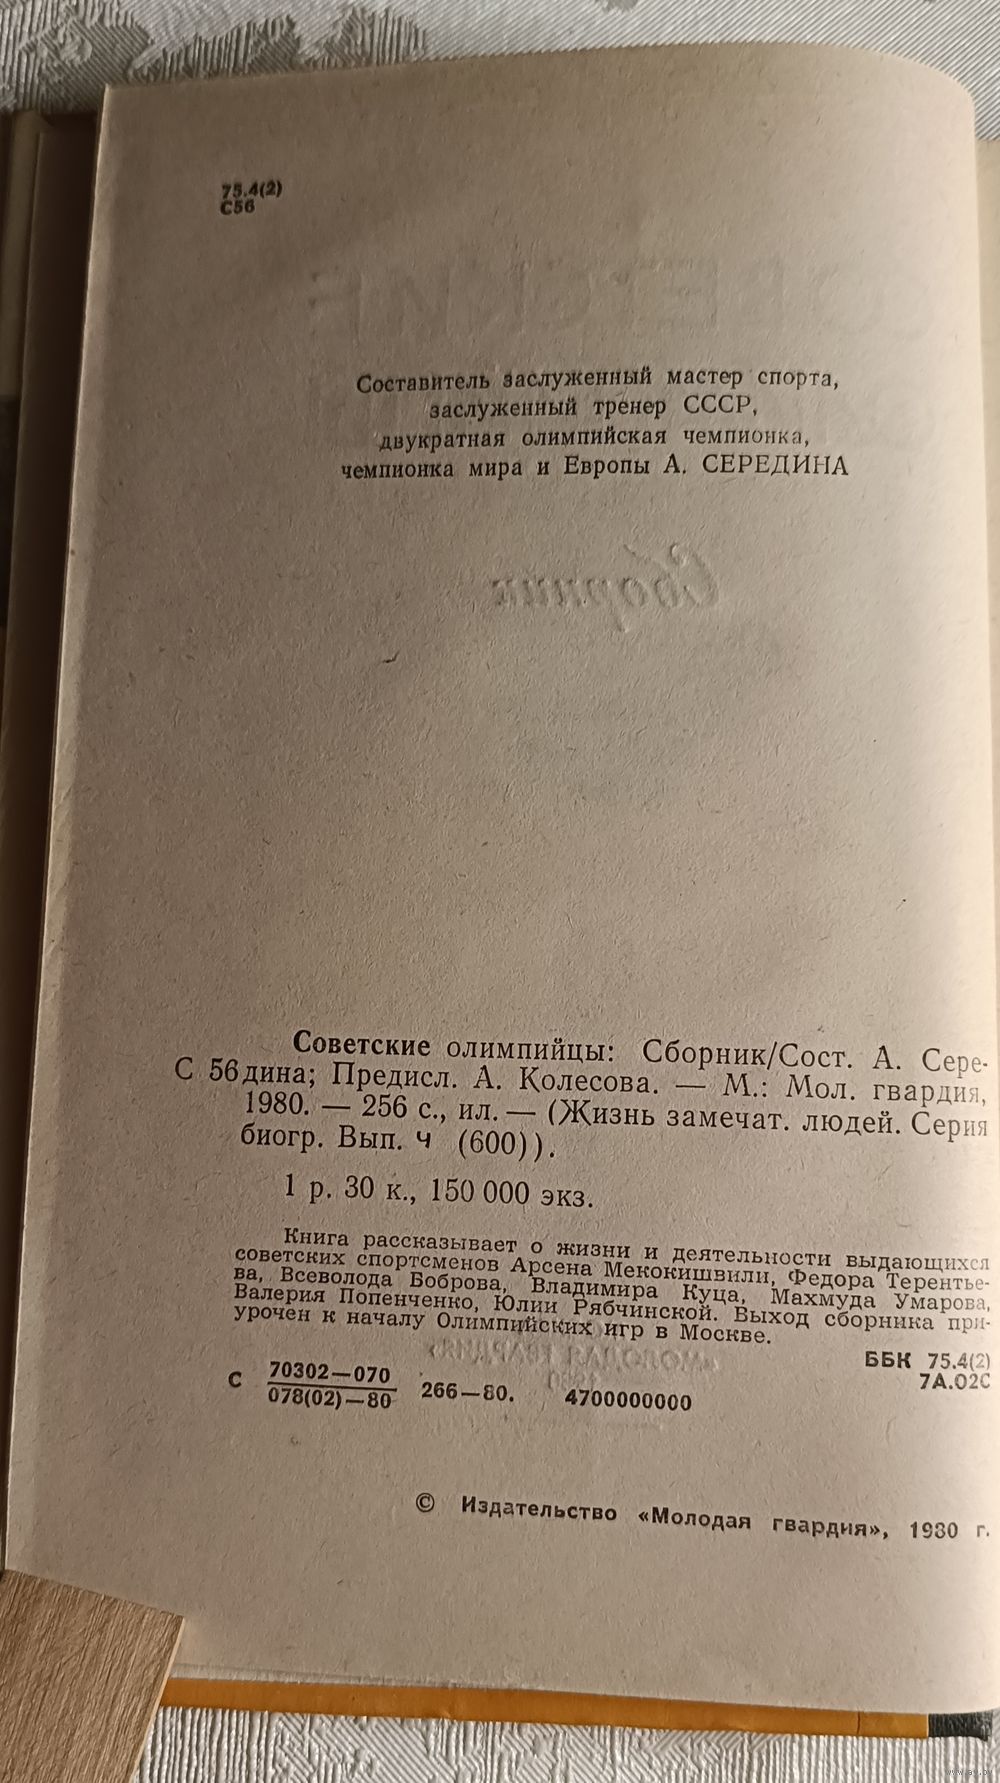 75.4(2)
С56
Составитель заслуженный мастер спорта,
заслуженный тренер СССР,
двукратная олимпийская чемпионка,
чемпионка мира и Европы А. СЕРЕДИНА
Сборник
Советские олимпийцы: Сборник/Сост. А. Сере-
С 56 дина; Предисл. А. Колесова. — М.: Мол. гвардия,
1980. — 256 с., ил. — (Жизнь замечат. людей. Серия
биогр. Вып. ч (600)).
1 р. 30 к., 150 000 экз.
Книга рассказывает о жизни и деятельности выдающихся
советских спортсменов Арсена Мекокишвили, Федора Терентье-
ва, Всеволода Боброва, Владимира Куца, Махмуда Умарова,
Валерия Попенченко, Юлии Рябчинской. Выход сборника при-
урочен к началу Олимпийских игр в Москве.
ББК 75.4(2)
7А.02С
С 70302—070
078(02)—80 266—80. 4700000000
© Издательство «Молодая гвардия», 1980 г.
www.ay.by